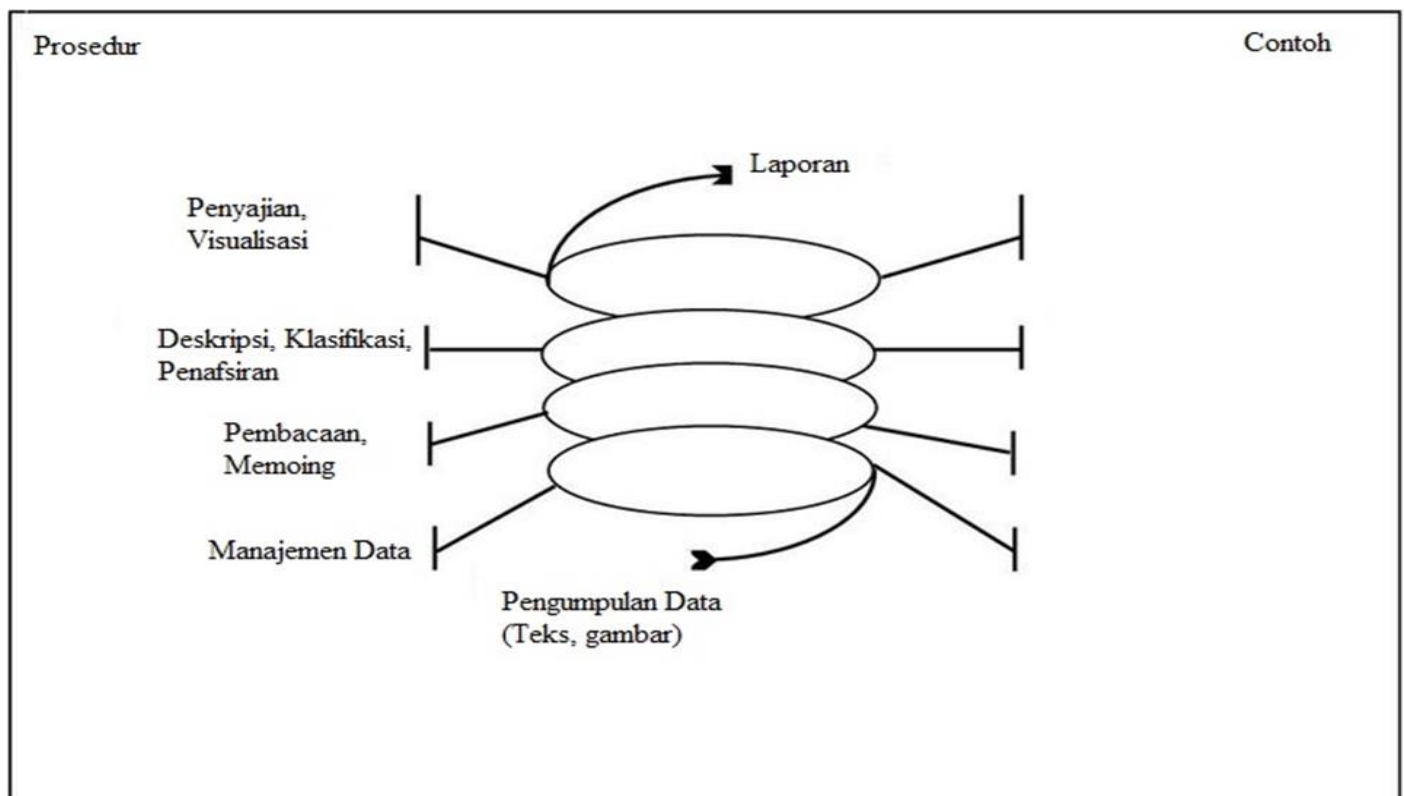 Prosedur
Contoh
Laporan
Penyajian,
Visualisasi
Deskripsi, Klasifikasi,
Penafsiran
Pembacaan,
Memoing
Manajemen Data
Pengumpulan Data
(Teks, gambar)